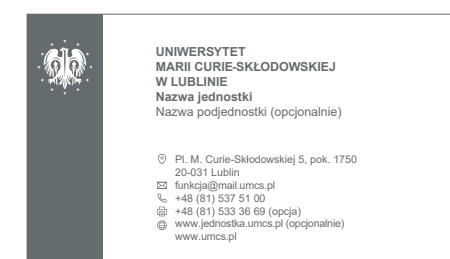 UNIWERSYTET
MARII CURIE-SKŁODOWSKIEJ
W LUBLINIE
Nazwa jednostki
Nazwa podjednostki (opcjonalnie)
Pl. M. Curie-Skłodowskiej 5, pok. 1750
20-031 Lublin
funkcja@mail.umcs.pl
+48 (81) 537 51 00
+48 (81) 533 36 69 (opcja)
www.jednostka.umcs.pl (opcjonalnie)
www.umcs.pl